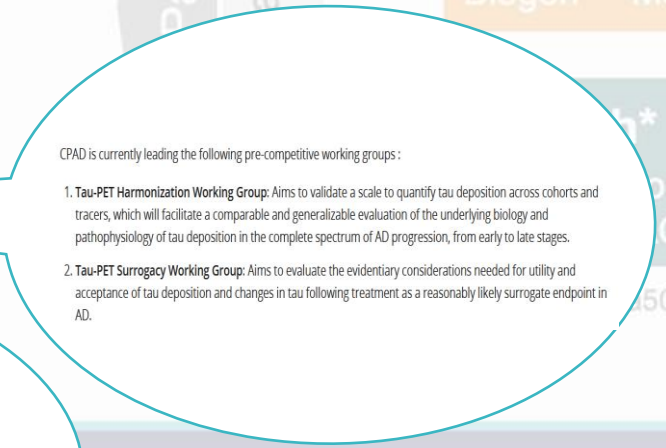 CPAD is currently leading the following pre-competitive working groups :
1. Tau-PET Harmonization Working Group: Aims to validate a scale to quantify tau deposition across cohorts and
tracers, which will facilitate a comparable and generalizable evaluation of the underlying biology and
pathophysiology of tau deposition in the complete spectrum of AD progression, from early to late stages.
2. Tau-PET Surrogacy Working Group: Aims to evaluate the evidentiary considerations needed for utility and
acceptance of tau deposition and changes in tau following treatment as a reasonably likely surrogate endpoint in
AD.